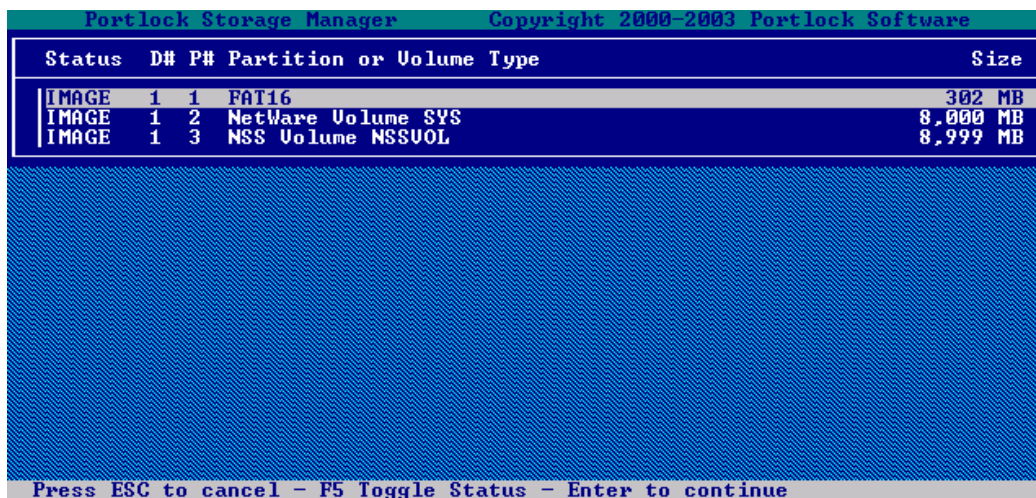 Portlock Storage Manager Copyright 2000-2003 Portlock Software
Status D# P# Partition or Volume Type Size
IMAGE 1 1 FAT16 302 MB
IMAGE 1 2 NetWare Volume SYS 8,000 MB
IMAGE 1 3 NSS Volume NSSVOL 8,999 MB
Press ESC to cancel - F5 Toggle Status - Enter to continue